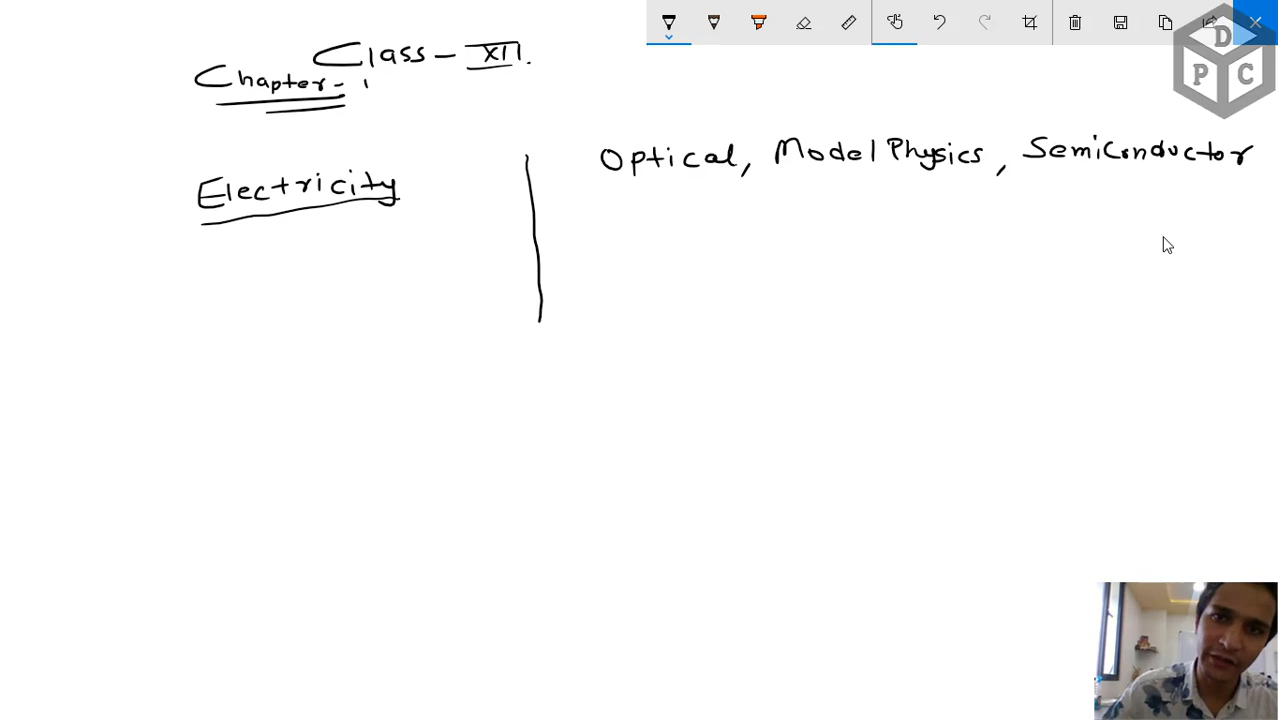 Class - XII.
Chapter - 1
Optical, Model Physics, Semiconductor
Electricity
D
P C